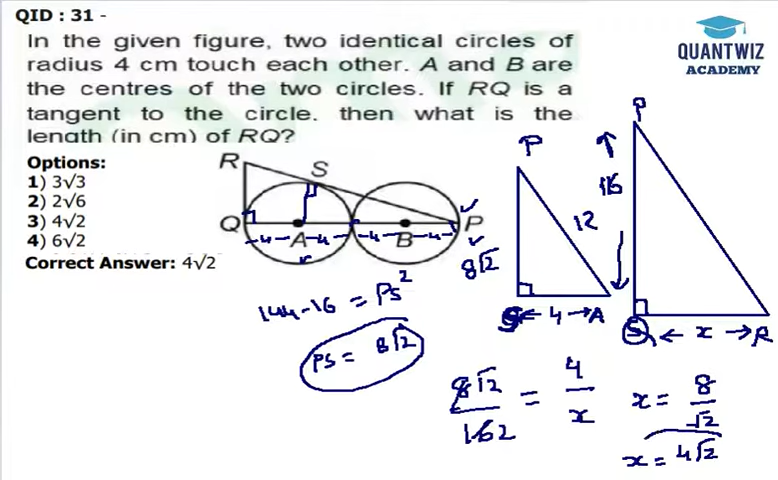 QID : 31 -
In the given figure, two identical circles of
radius 4 cm touch each other. A and B are
the centres of the two circles. If RQ is a
tangent to the circle. then what is the
length (in cm) of RQ?
QUANTWIZ
ACADEMY
Options:
1) 3√3
2) 2√6
3) 4√2
4) 6√2
Correct Answer: 4√2
R
S
Q
4
A
4
4
B
4
P
8√2
P
12
4
A
P
16
x
R
144-16 = PS²
PS = 8√2
8√2/16 2 = 4/x
x = 8/√2
x = 4√2